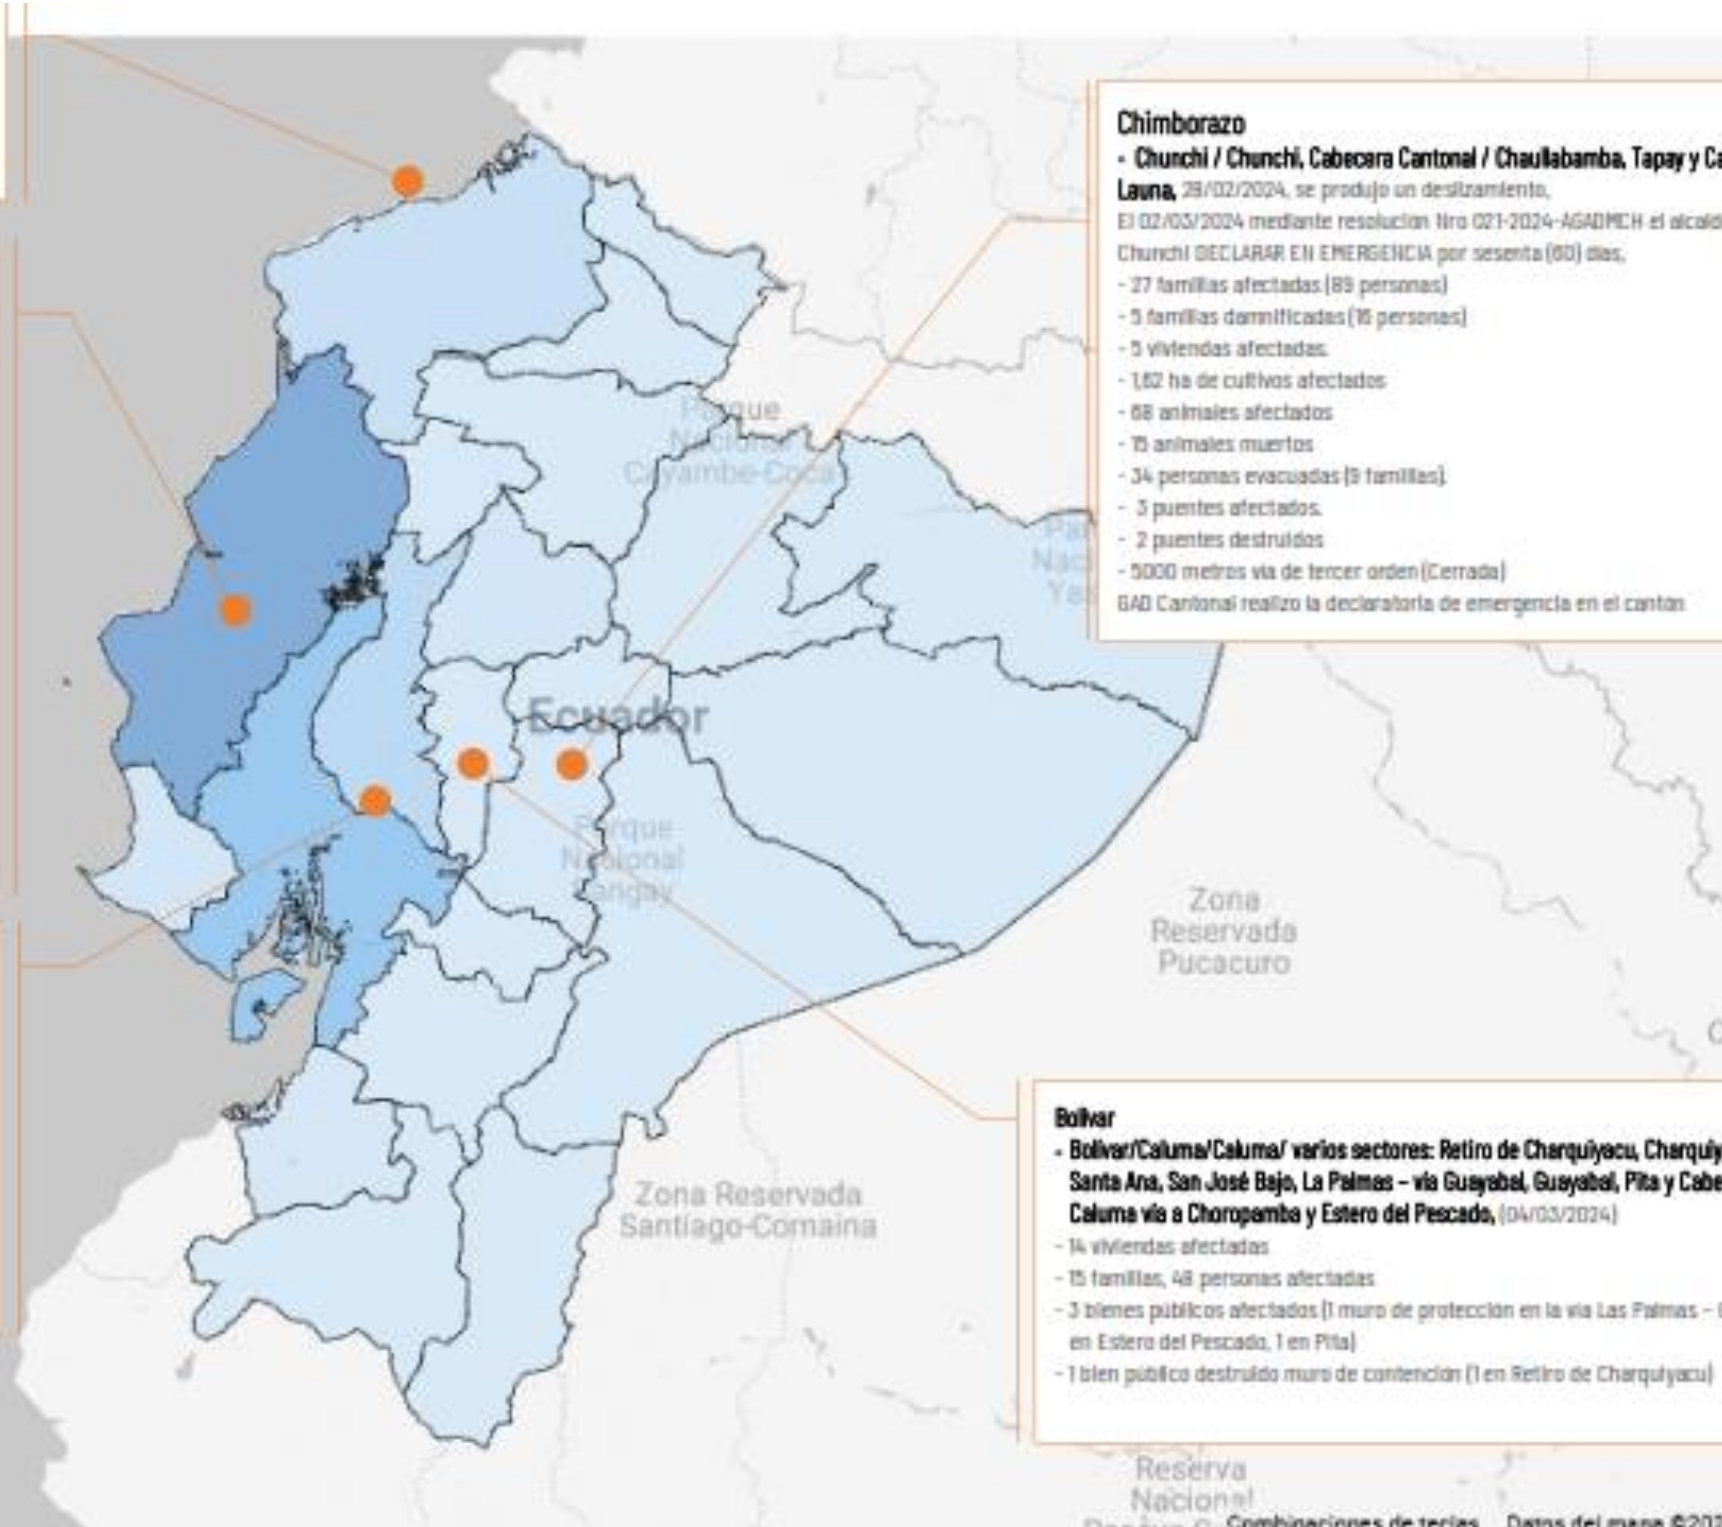 Chimborazo
- Chunchi / Chunchi, Cabecera Cantonal / Chaullabamba, Tapay y
Launa, 28/02/2024, se produjo un deslizamiento.
El 02/03/2024 mediante resolución Nro 021-2024-AGADMCH el
Chunchi DECLARAR EN EMERGENCIA por sesenta (60) días,
- 27 familias afectadas (89 personas)
- 5 familias damnificadas (16 personas)
- 5 viviendas afectadas.
- 1,62 ha de cultivos afectados
- 68 animales afectados
- 15 animales muertos
- 34 personas evacuadas (9 familias).
- 3 puentes afectados.
- 2 puentes destruidos
- 5000 metros via de tercer orden (Cerrada)
GAD Cantonal realizo la declaratoria de emergencia en el cantón
Parque
Nacional
Cayambe-Coca
Ecuador
Parque
Nacional
Sangay
Zona
Reservada
Pucacuro
Zona Reservada
Santiago-Comaina
Bolivar
- Bolivar/Caluma/Caluma/ varios sectores: Retiro de Charquiyacu,
Santa Ana, San José Bajo, La Palmas – via Guayabal, Guayabal, Pita y
Caluma vía a Choropamba y Estero del Pescado, (04/03/2024)
- 14 viviendas afectadas
- 15 familias, 48 personas afectadas
- 3 bienes públicos afectados (1 muro de protección en la via Las Palmas –
en Estero del Pescado, 1 en Pita)
- 1 bien público destruido muro de contención (1 en Retiro de Charquiyacu)
Reserva
Nacional
Combinaciones de teclas Datos del mapa